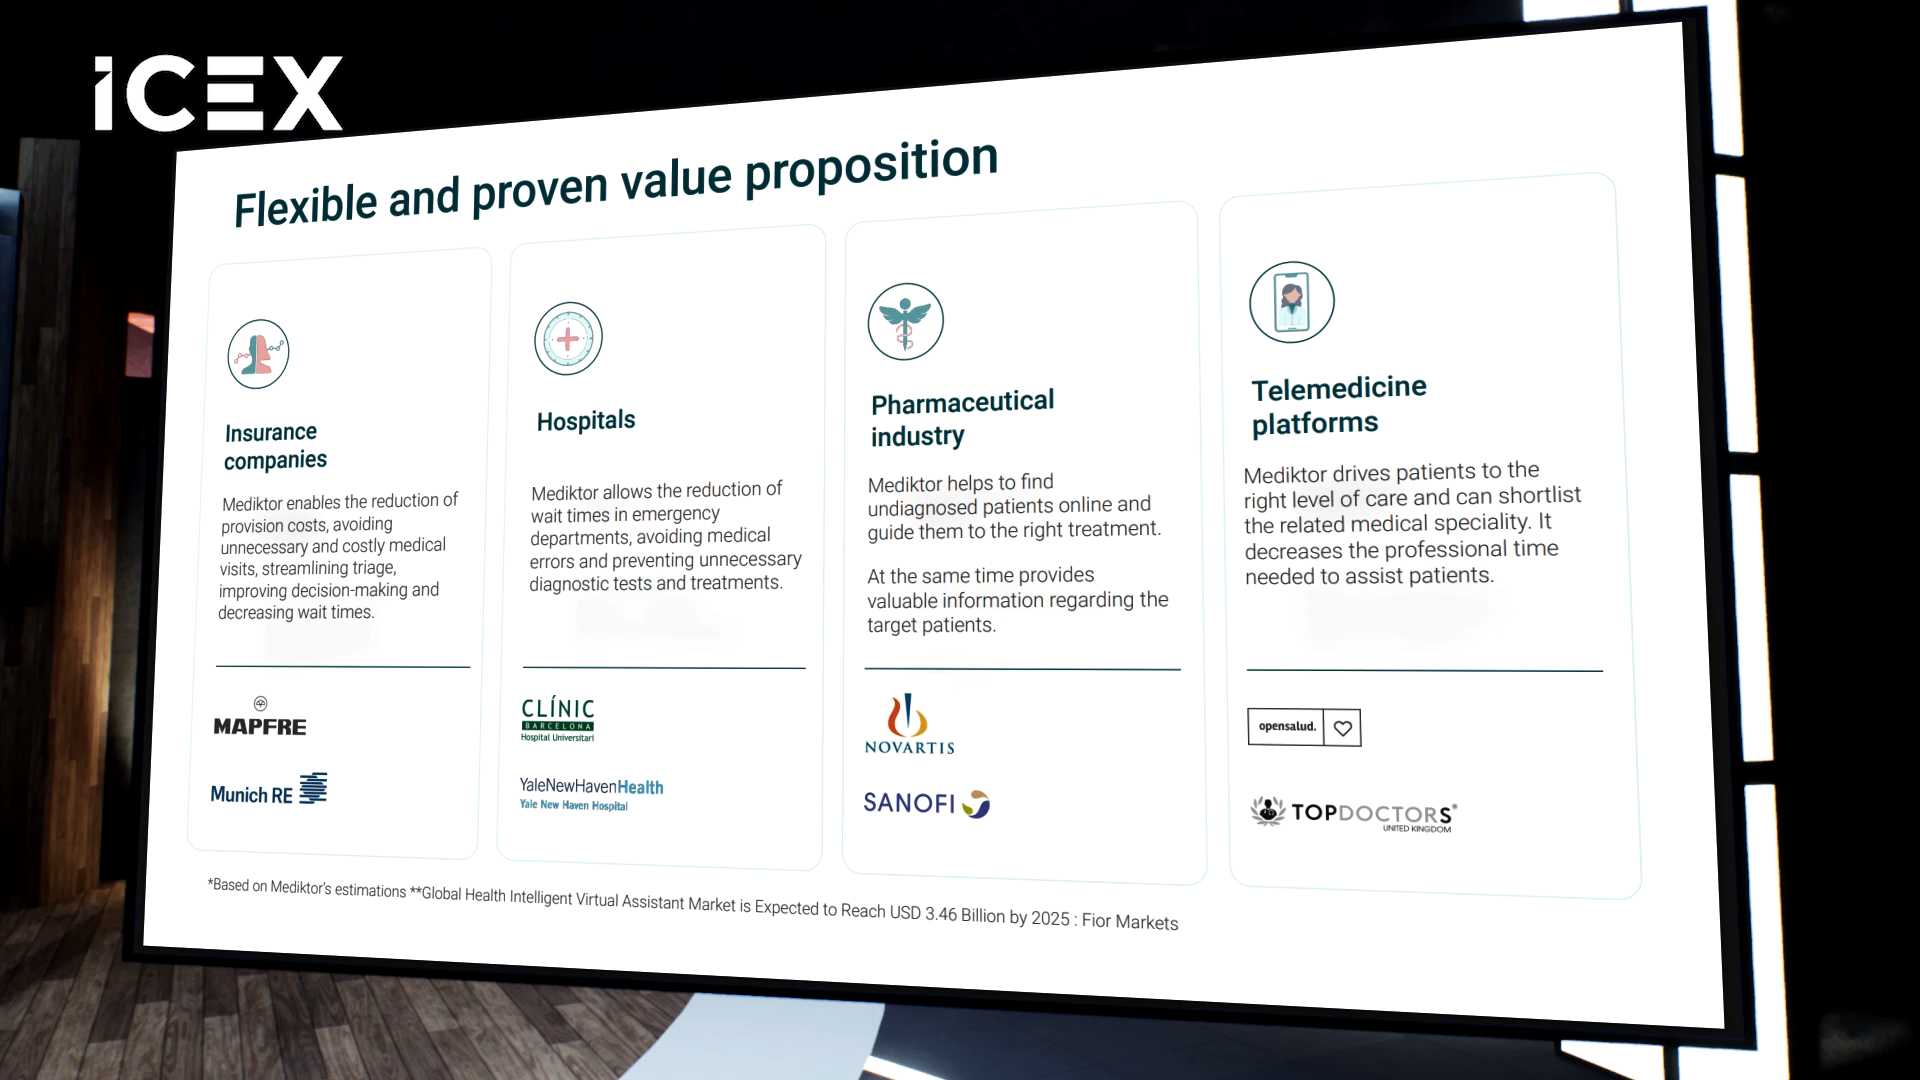 iCEX
Flexible and proven value proposition
Insurance
companies
Mediktor enables the reduction of
provision costs, avoiding
unnecessary and costly medical
visits, streamlining triage,
improving decision-making and
decreasing wait times.
MAPFRE
Munich RE
Hospitals
Mediktor allows the reduction of
wait times in emergency
departments, avoiding medical
errors and preventing unnecessary
diagnostic tests and treatments.
CLÍNIC
BARCELONA
Hospital Universitari
YaleNewHavenHealth
Yale New Haven Hospital
Pharmaceutical
industry
Mediktor helps to find
undiagnosed patients online and
guide them to the right treatment.
At the same time provides
valuable information regarding the
target patients.
NOVARTIS
SANOFI
Telemedicine
platforms
Mediktor drives patients to the
right level of care and can shortlist
the related medical speciality. It
decreases the professional time
needed to assist patients.
opensalud.
TOPDOCTORS®
UNITED KINGDOM
*Based on Mediktor's estimations **Global Health Intelligent Virtual Assistant Market is Expected to Reach USD 3.46 Billion by 2025 : Fior Markets